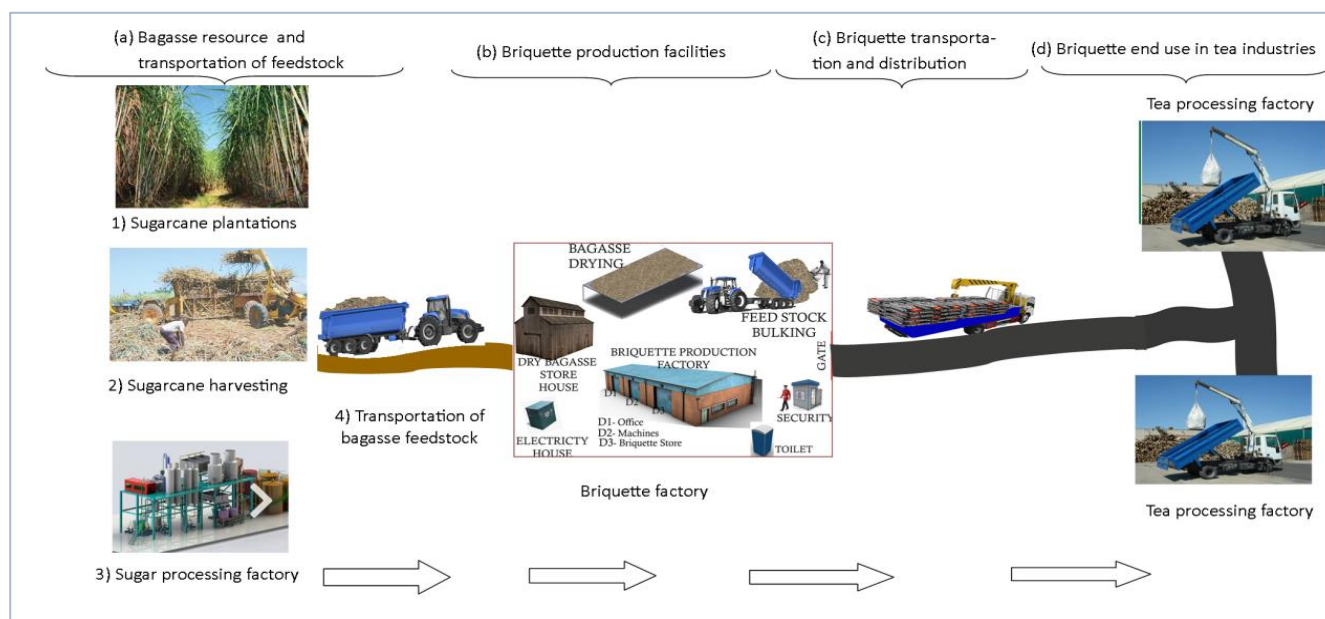 (a) Bagasse resource and
transportation of feedstock
(b) Briquette production facilities
(c) Briquette transporta-
tion and distribution
(d) Briquette end use in tea industries
Tea processing factory
1) Sugarcane plantations
2) Sugarcane harvesting
3) Sugar processing factory
4) Transportation of
bagasse feedstock
BAGASSE
DRYING
FEED STOCK
BULKING
DRY BAGASSE
STORE
HOUSE
BRIQUETTE PRODUCTION
FACTORY
D1
D2
D3
D1- Office
D2- Machines
D3- Briquette Store
ELECTRICTY
HOUSE
SECURITY
TOILET
GATE
Briquette factory
Tea processing factory